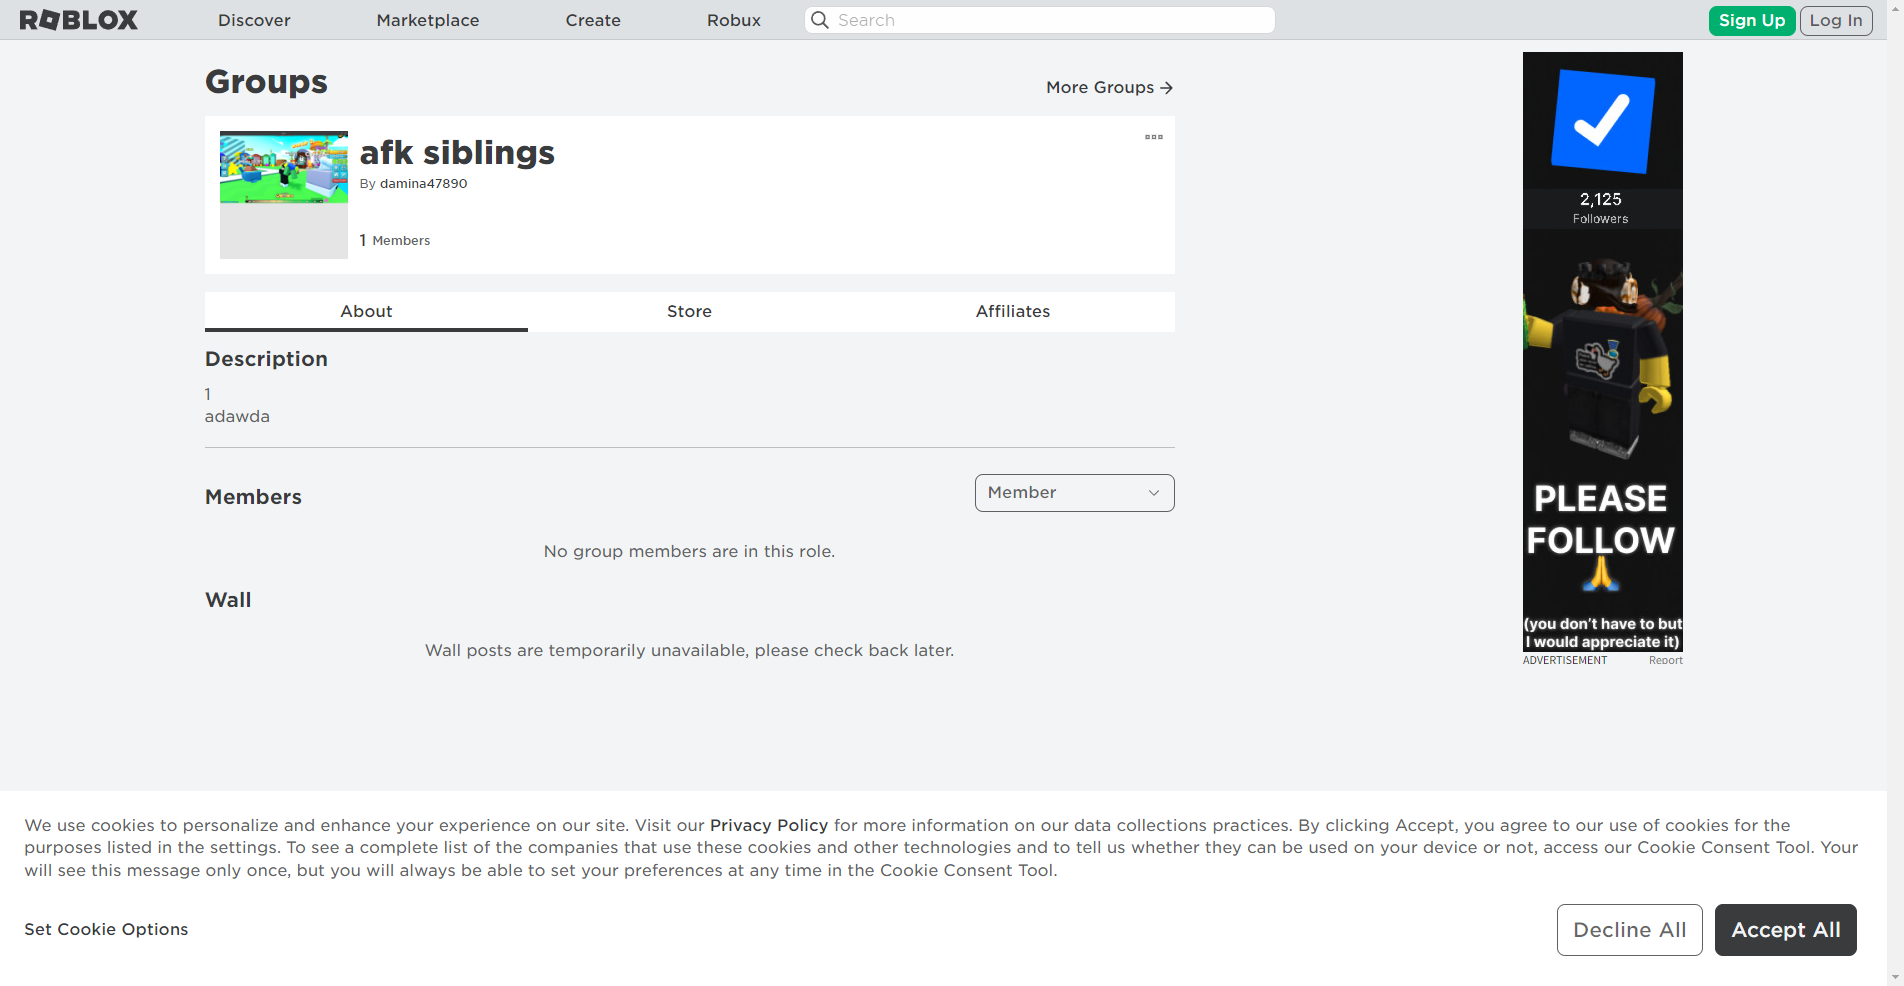 ROBLOX
Discover
Marketplace
Create
Robux
Search
Sign Up
Log In
Groups
More Groups
afk siblings
By damina47890
1 Members
About
Store
Affiliates
Description
1
adawda
Members
Member
No group members are in this role.
Wall
Wall posts are temporarily unavailable, please check back later.
2,125
Followers
PLEASE
FOLLOW
(you don't have to but
I would appreciate it)
ADVERTISEMENT
Report
We use cookies to personalize and enhance your experience on our site. Visit our Privacy Policy for more information on our data collections practices. By clicking Accept, you agree to our use of cookies for the
purposes listed in the settings. To see a complete list of the companies that use these cookies and other technologies and to tell us whether they can be used on your device or not, access our Cookie Consent Tool. Your
will see this message only once, but you will always be able to set your preferences at any time in the Cookie Consent Tool.
Set Cookie Options
Decline All
Accept All